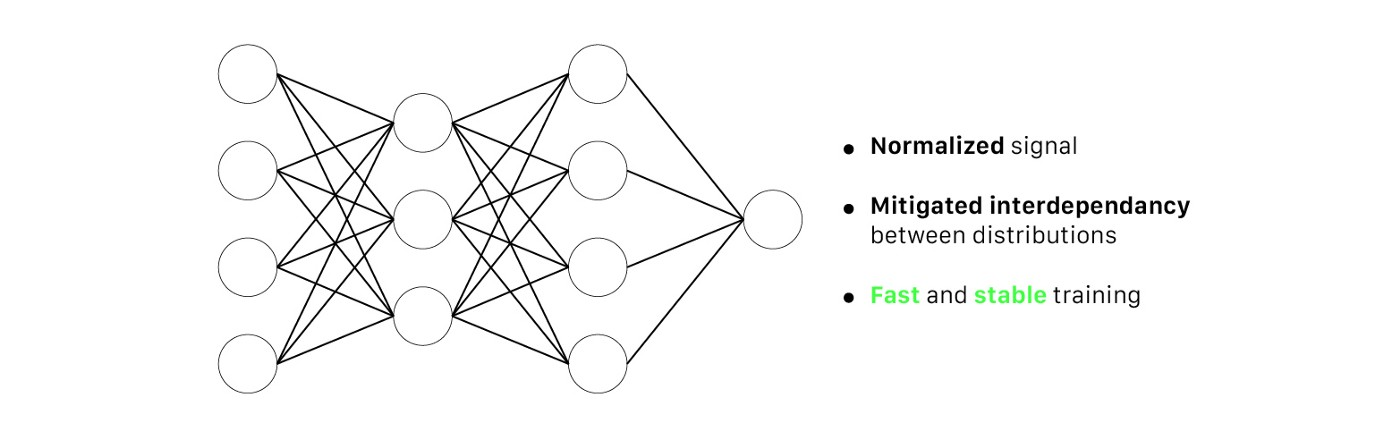 ● Normalized signal
● Mitigated interdependancy
between distributions
● Fast and stable training